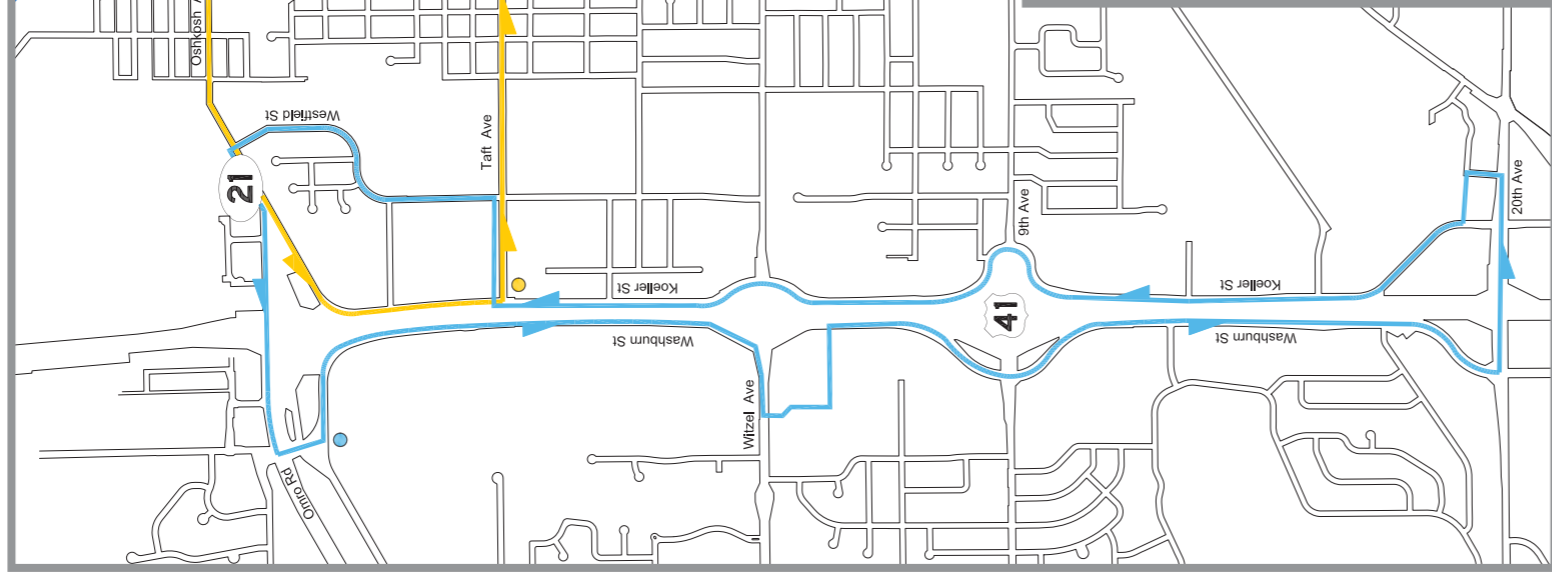 Oshkosh A
Westfield St
21
Taft Ave
20th Ave
9th Ave
Koeller St
Koeller St
41
Washburn St
Washburn St
Witzel Ave
Omro Rd